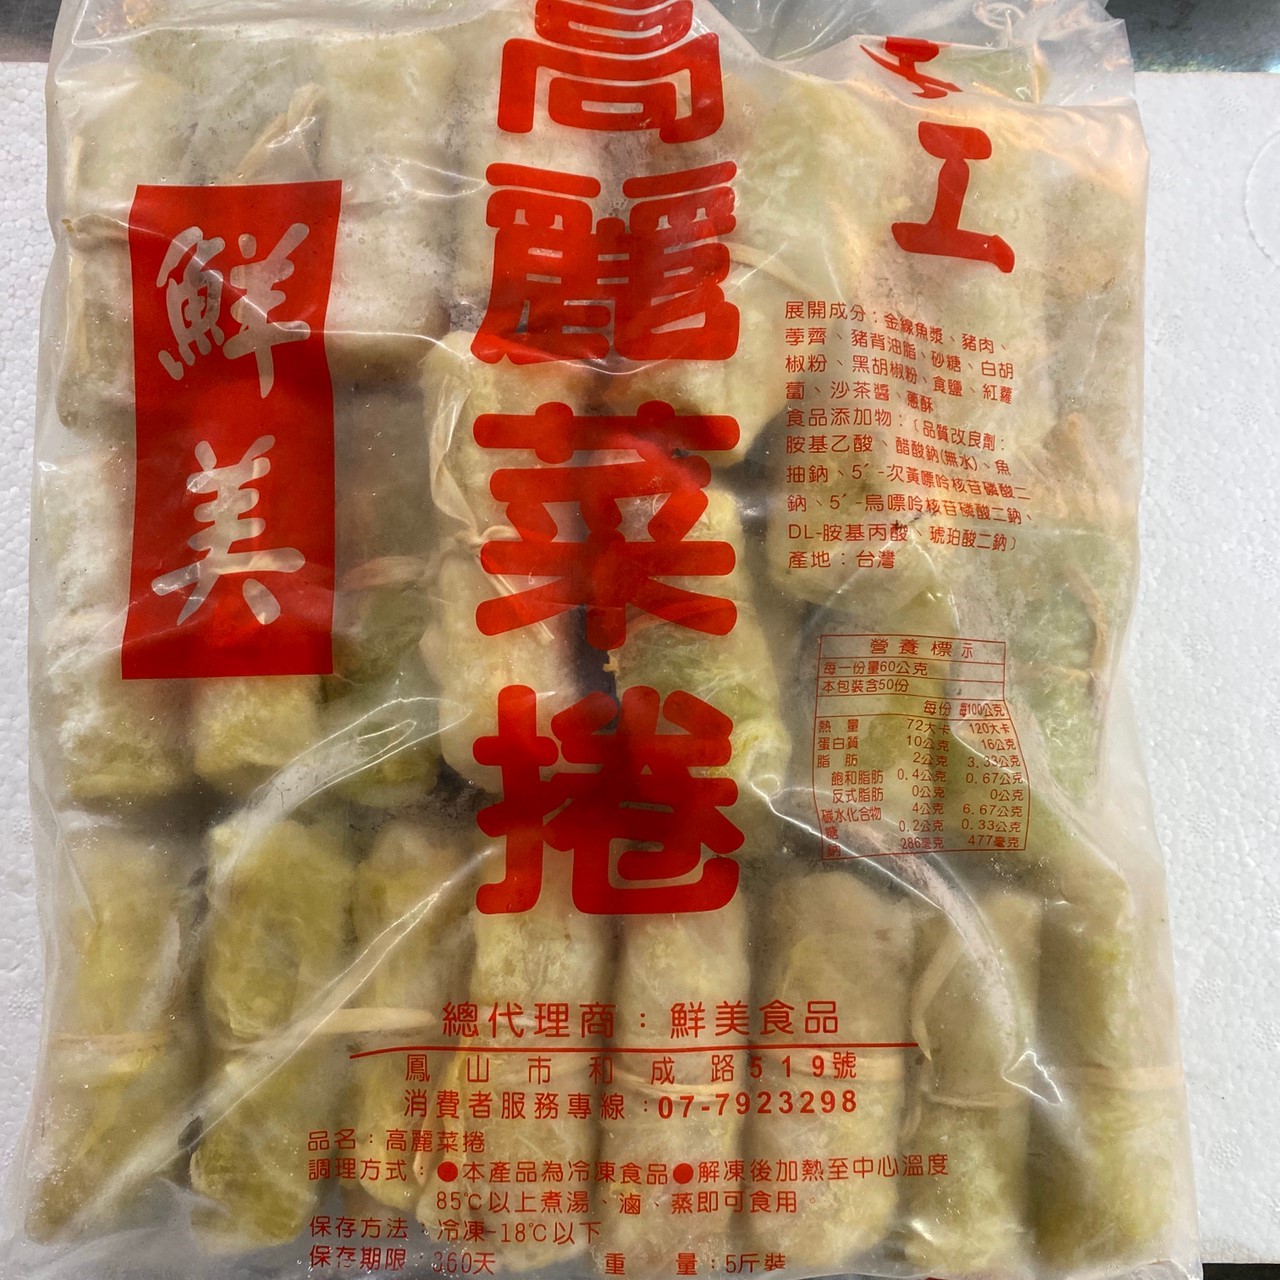 手工
高麗菜捲
鮮美
展開成分:金線魚漿、豬肉、
荸薺、豬背油脂、砂糖、白胡
椒粉、黑胡椒粉、食鹽、紅蘿
蔔、沙茶醬、蔥酥
食品添加物:(品質改良劑:
胺基乙酸、醋酸鈉(無水)、魚
抽鈉、5´-次黃嘌呤核苷磷酸二
鈉、5´-烏嘌呤核苷磷酸二鈉、
DL-胺基丙酸、琥珀酸二鈉)
產地:台灣
營養標示
每一份量60公克
本包裝含50份
每份 每100公克
熱量 72大卡 120大卡
蛋白質 10公克 16公克
脂肪 2公克 3.33公克
飽和脂肪 0.4公克 0.67公克
反式脂肪 0公克 0公克
碳水化合物 4公克 6.67公克
糖 0.2公克 0.33公克
鈉 286毫克 477毫克
總代理商:鮮美食品
鳳山市和成路519號
消費者服務專線:07-7923298
品名:高麗菜捲
調理方式:●本產品為冷凍食品●解凍後加熱至中心溫度
85℃以上煮湯、滷、蒸即可食用。
保存方法:冷凍-18℃以下
保存期限:360天 重量:5斤裝